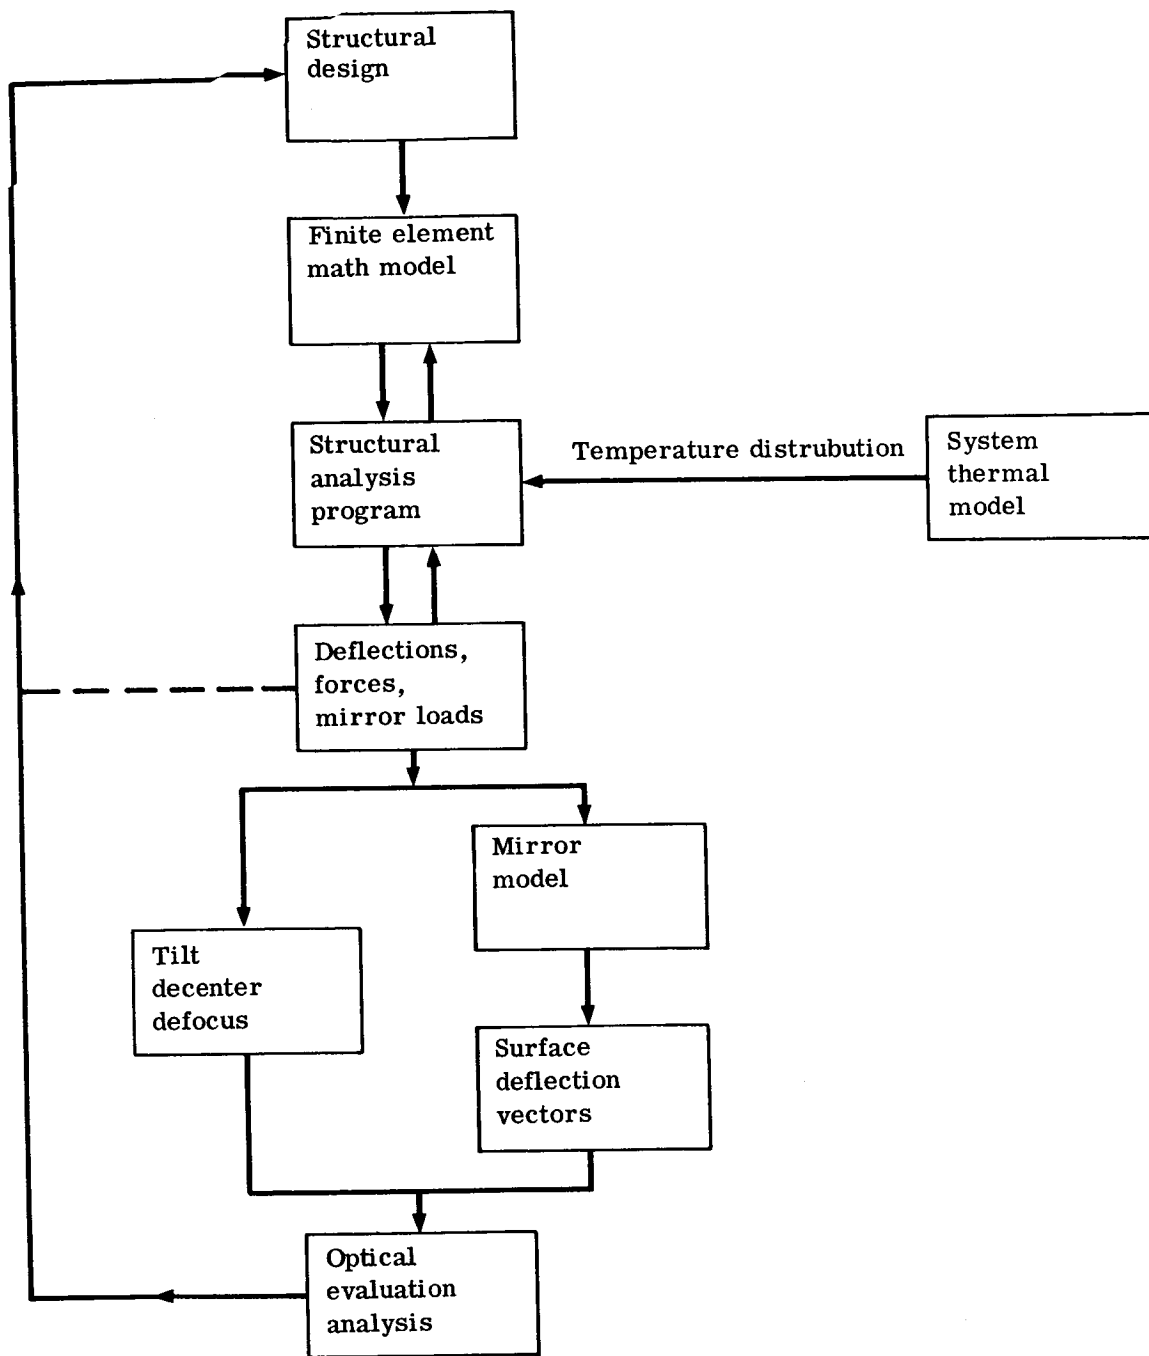 Structural
design
Finite element
math model
Structural
analysis
program
Temperature distrubution
System
thermal
model
Deflections,
forces,
mirror loads
Mirror
model
Tilt
decenter
defocus
Surface
deflection
vectors
Optical
evaluation
analysis